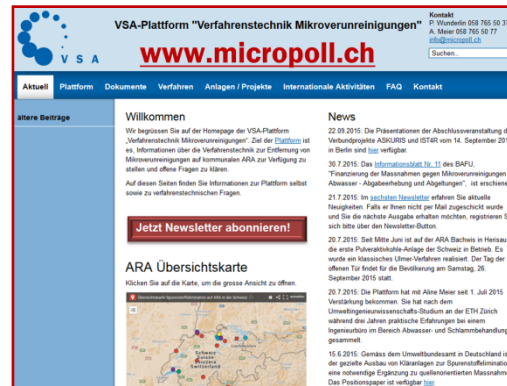 VSA
VSA-Plattform "Verfahrenstechnik Mikroverunreinigungen"
www.micropoll.ch
Kontakt
P. Wunderlin 058 765 50 37
A. Meier 058 765 50 77
info@micropoll.ch
Suchen...
Aktuell Plattform Dokumente Verfahren Anlagen / Projekte Internationale Aktivitäten FAQ Kontakt
ältere Beiträge
Willkommen
Wir begrüssen Sie auf der Homepage der VSA-Plattform
„Verfahrenstechnik Mikroverunreinigungen“. Ziel der Plattform ist
es, Informationen über die Verfahrenstechnik zur Entfernung von
Mikroverunreinigungen auf kommunalen ARA zur Verfügung zu
stellen und offene Fragen zu klären.
Auf diesen Seiten finden Sie Informationen zur Plattform selbst
sowie zu verfahrenstechnischen Fragen.
Jetzt Newsletter abonnieren!
ARA Übersichtskarte
Klicken Sie auf die Karte, um die grosse Ansicht zu öffnen.
Schweiz
Suisse
Svizzera
Switzerland
News
22.09.2015: Die Präsentationen der Abschlussveranstaltung d
Verbundprojekte ASKURIS und IST4R vom 14. September 201
in Berlin sind hier verfügbar.
30.7.2015: Das Informationsblatt Nr. 11 des BAFU,
"Finanzierung der Massnahmen gegen Mikroverunreinigungen
Abwasser - Abgabeerhebung und Abgeltungen", ist erschiene
21.7.2015: Im sechsten Newsletter erfahren Sie aktuelle
Neuigkeiten. Falls er Ihnen nicht per Mail zugeschickt wurde
und Sie die nächste Ausgabe erhalten möchten, registrieren S
sich bitte über den Newsletter-Button.
20.7.2015: Seit Mitte Juni ist auf der ARA Bachwis in Herisau
die erste Pulveraktivkohle-Anlage der Schweiz in Betrieb. Es
wurde ein klassisches Ulmer-Verfahren realisiert. Der Tag der
offenen Tür findet für die Bevölkerung am Samstag, 26.
September 2015 statt.
20.7.2015: Die Plattform hat mit Aline Meier seit 1. Juli 2015
Verstärkung bekommen. Sie hat nach dem
Umweltingenieurwissenschafts-Studium an der ETH Zürich
während drei Jahren praktische Erfahrungen bei einem
Ingenieurbüro im Bereich Abwasser- und Schlammbehandlung
gesammelt.
15.6.2015: Gemäss dem Umweltbundesamt in Deutschland is
der gezielte Ausbau von Kläranlagen zur Spurenstoffelimination
eine notwendige Ergänzung zu quellenorientierten Massnahme
Das Positionspaper ist verfügbar hier.